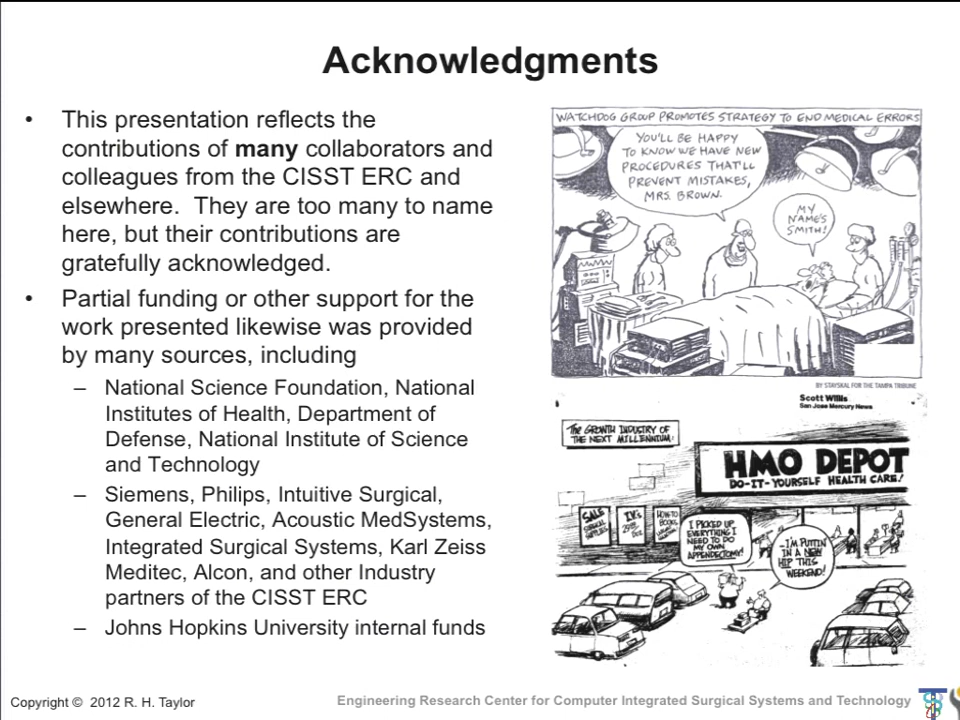 Acknowledgments
• This presentation reflects the
contributions of many collaborators and
colleagues from the CISST ERC and
elsewhere. They are too many to name
here, but their contributions are
gratefully acknowledged.
• Partial funding or other support for the
work presented likewise was provided
by many sources, including
– National Science Foundation, National
Institutes of Health, Department of
Defense, National Institute of Science
and Technology
– Siemens, Philips, Intuitive Surgical,
General Electric, Acoustic MedSystems,
Integrated Surgical Systems, Karl Zeiss
Meditec, Alcon, and other Industry
partners of the CISST ERC
– Johns Hopkins University internal funds
WATCHDOG GROUP PROMOTES STRATEGY TO END MEDICAL ERRORS
YOU'LL BE HAPPY
TO KNOW WE HAVE NEW
PROCEDURES THAT'LL
PREVENT MISTAKES,
MRS. BROWN.
MY
NAME'S
SMITH!
BY STAYSKAL FOR THE TAMPA TRIBUNE
Scott Willis
San Jose Mercury News
THE GROWTH INDUSTRY OF
THE NEXT MILLENNIUM:
HMO DEPOT
DO-IT-YOURSELF HEALTH CARE!
SALE
IV's
HOW-TO
BOOKS
I PICKED UP
EVERYTHING I
NEED TO DO
MY OWN
APPENDECTOMY!
...I'M PUTTIN'
IN A NEW
HIP THIS
WEEKEND!
Copyright © 2012 R. H. Taylor
Engineering Research Center for Computer Integrated Surgical Systems and Technology